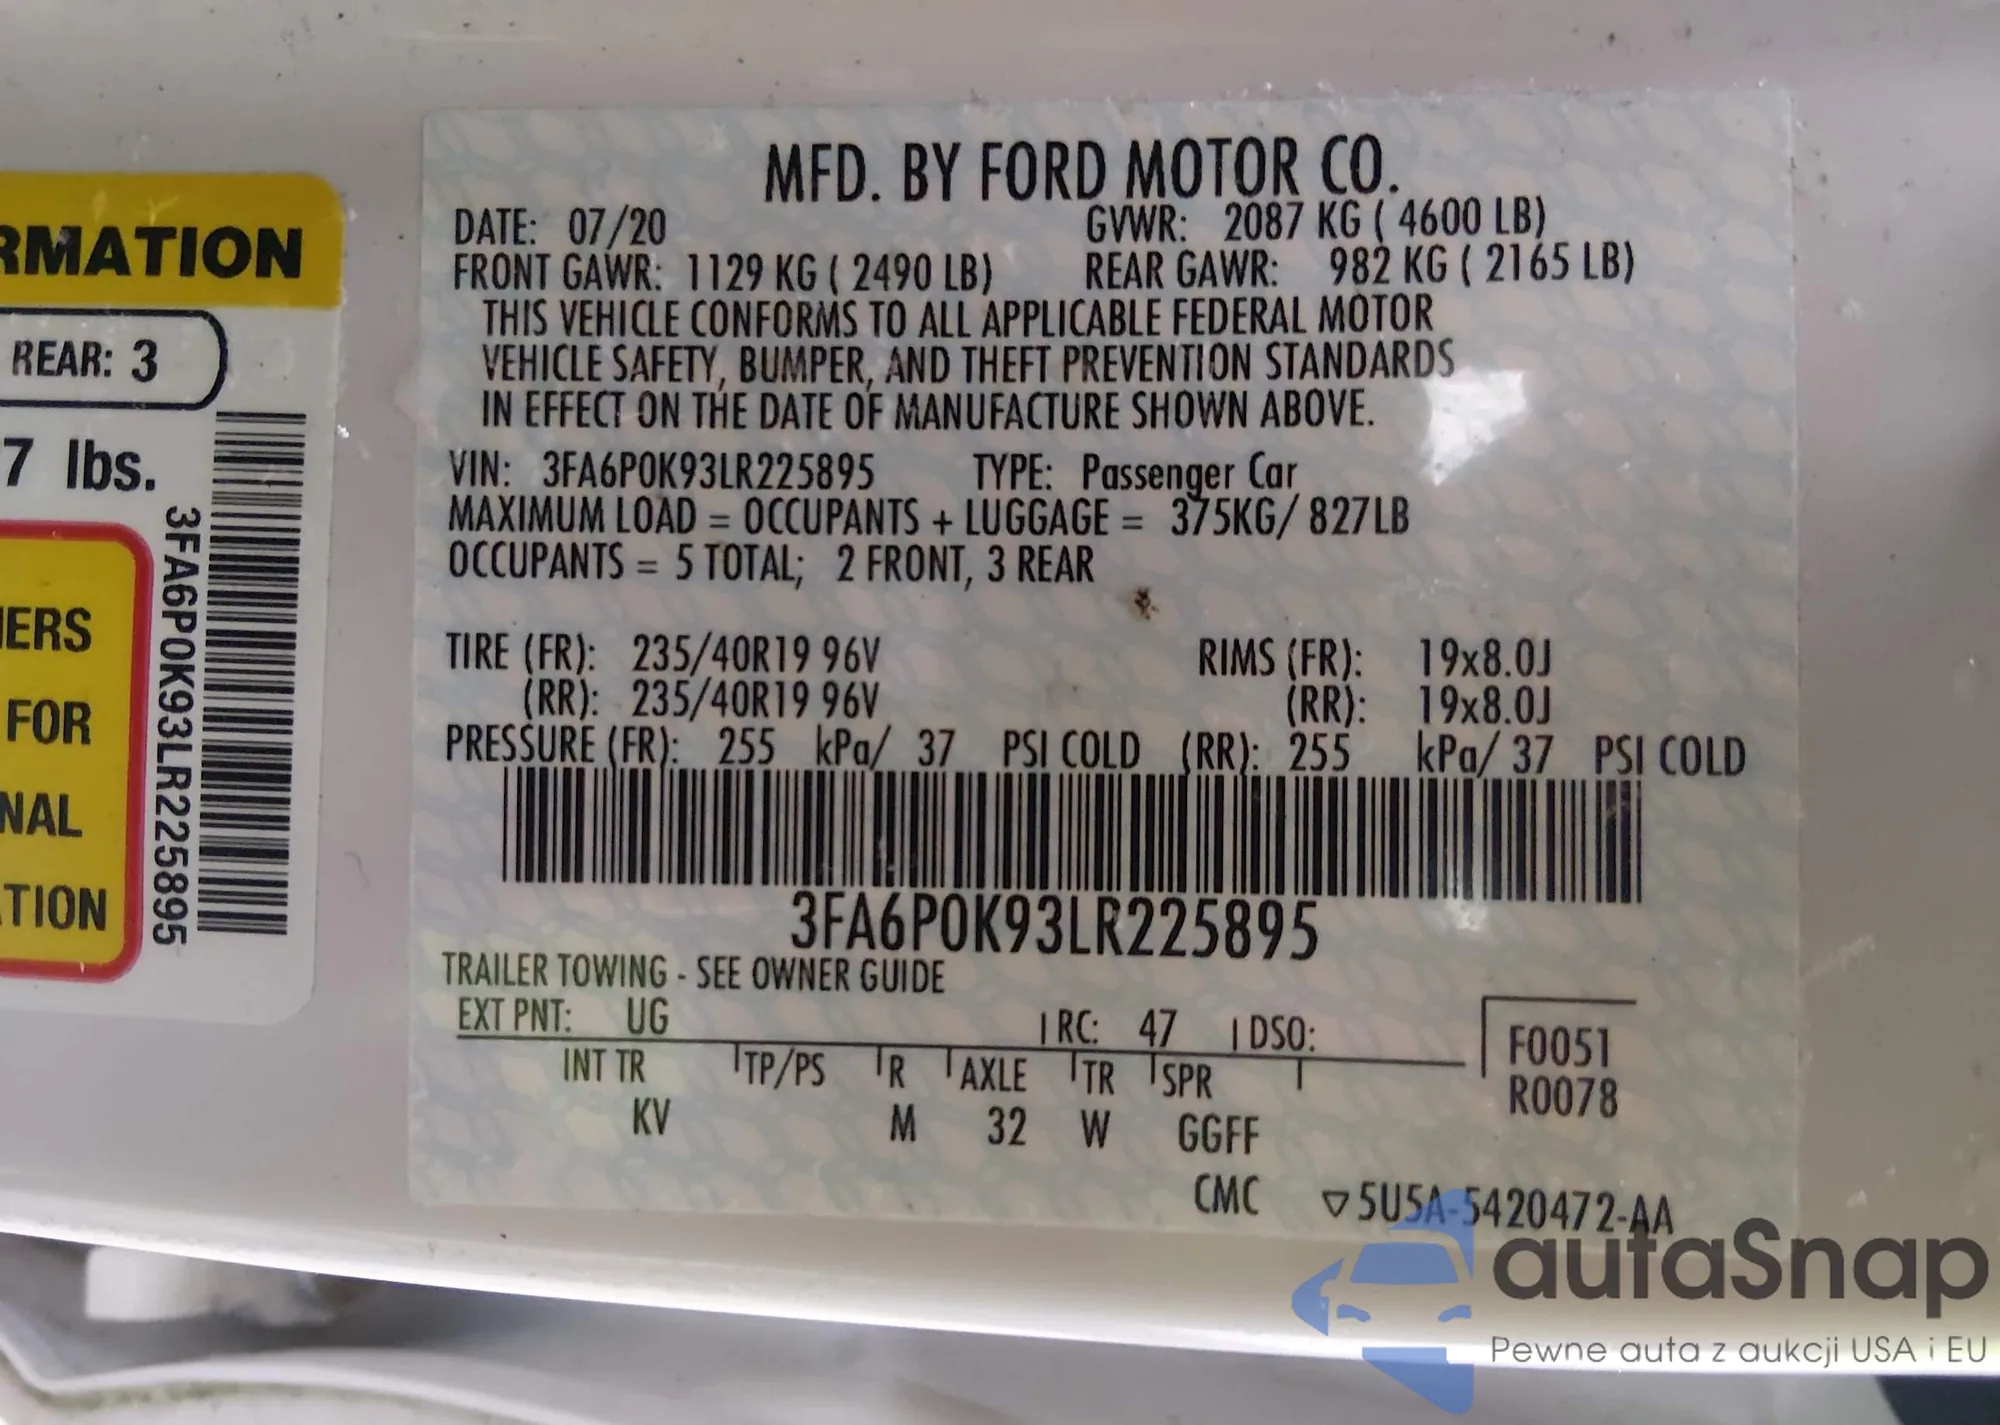 RMATION
REAR: 3
7 lbs.
3FA6P0K93LR225895
IERS
FOR
NAL
TION
MFD. BY FORD MOTOR CO.
DATE: 07/20 GVWR: 2087 KG ( 4600 LB)
FRONT GAWR: 1129 KG ( 2490 LB) REAR GAWR: 982 KG ( 2165 LB)
THIS VEHICLE CONFORMS TO ALL APPLICABLE FEDERAL MOTOR
VEHICLE SAFETY, BUMPER, AND THEFT PREVENTION STANDARDS
IN EFFECT ON THE DATE OF MANUFACTURE SHOWN ABOVE.
VIN: 3FA6P0K93LR225895 TYPE: Passenger Car
MAXIMUM LOAD = OCCUPANTS + LUGGAGE = 375KG/ 827LB
OCCUPANTS = 5 TOTAL; 2 FRONT, 3 REAR
TIRE (FR): 235/40R19 96V RIMS (FR): 19x8.0J
(RR): 235/40R19 96V (RR): 19x8.0J
PRESSURE (FR): 255 kPa/ 37 PSI COLD (RR): 255 kPa/ 37 PSI COLD
3FA6P0K93LR225895
TRAILER TOWING - SEE OWNER GUIDE
EXT PNT: UG RC: 47 DSO:
INT TR TP/PS R AXLE TR SPR
KV M 32 W GGFF
F0051
R0078
CMC ▽5U5A-5420472-AA
autaSnap
Pewne auta z aukcji USA i EU